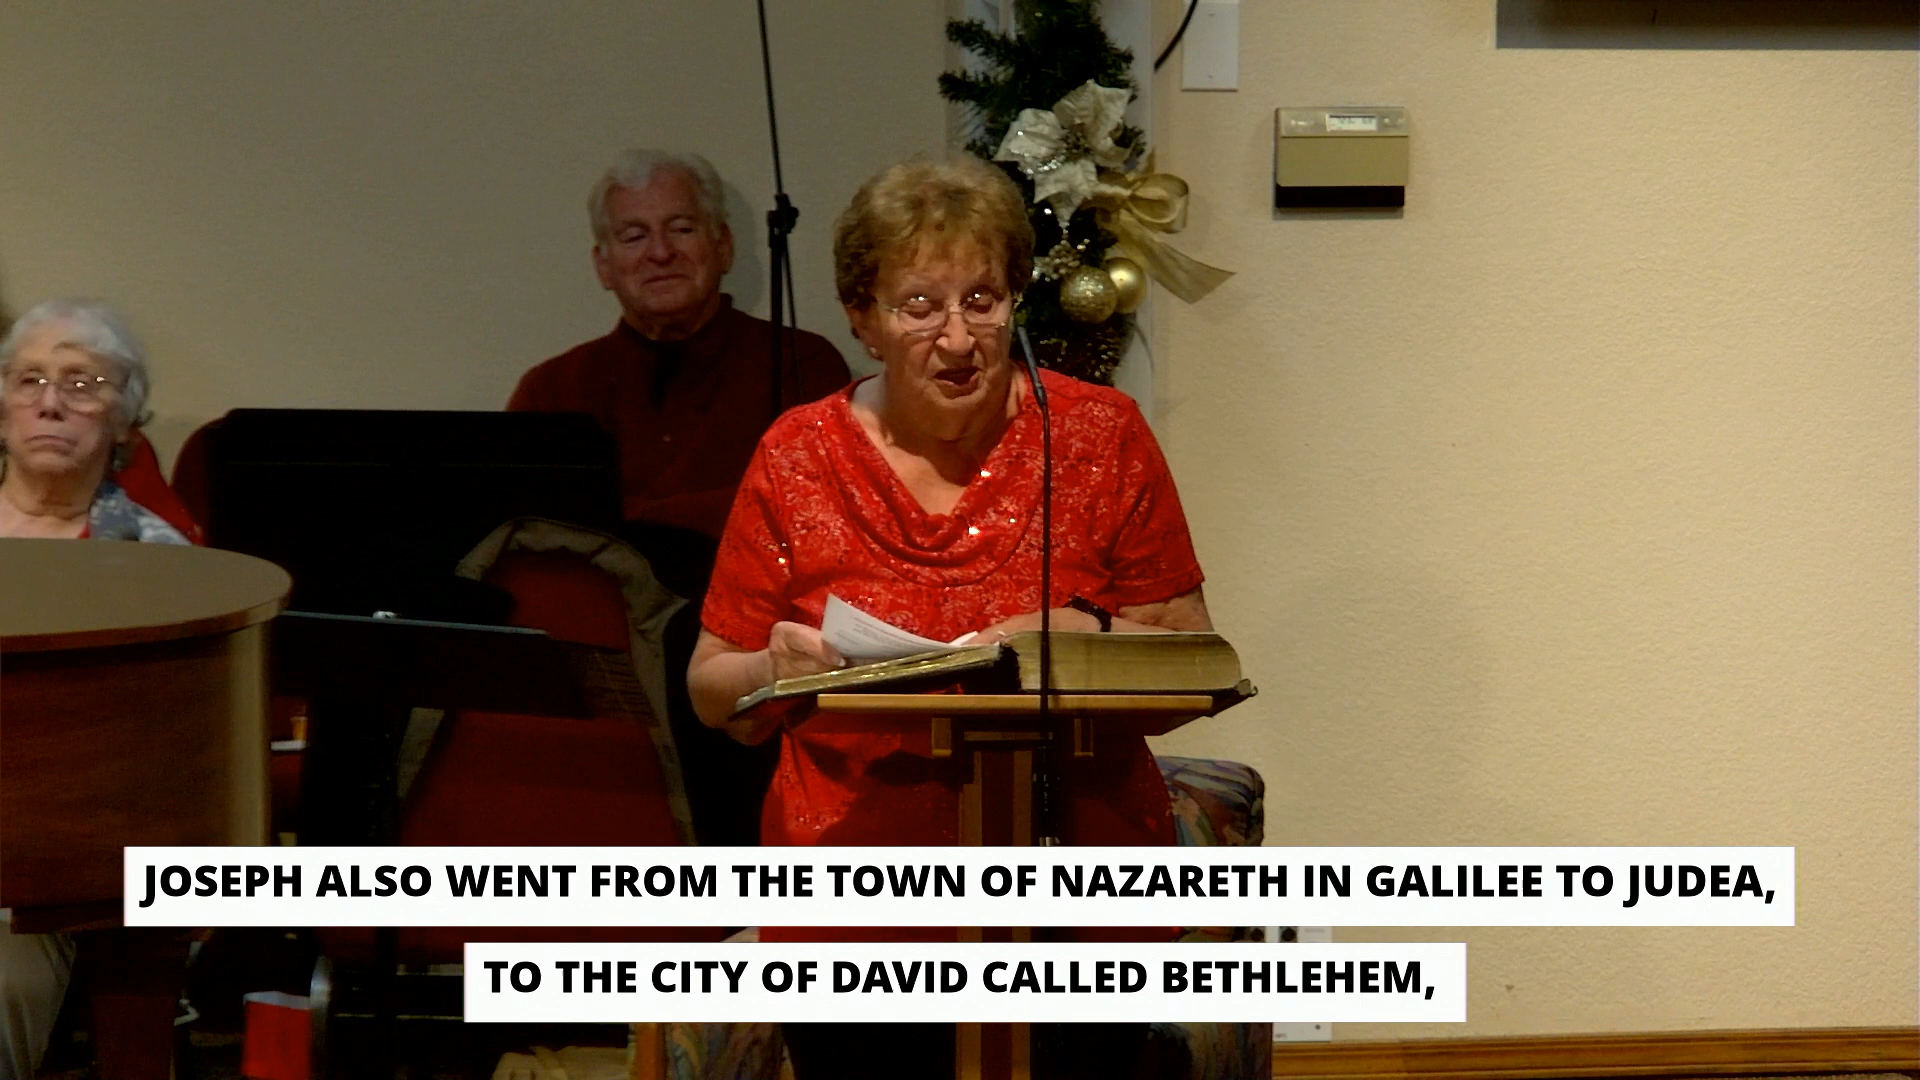 JOSEPH ALSO WENT FROM THE TOWN OF NAZARETH IN GALILEE TO JUDEA,
TO THE CITY OF DAVID CALLED BETHLEHEM,